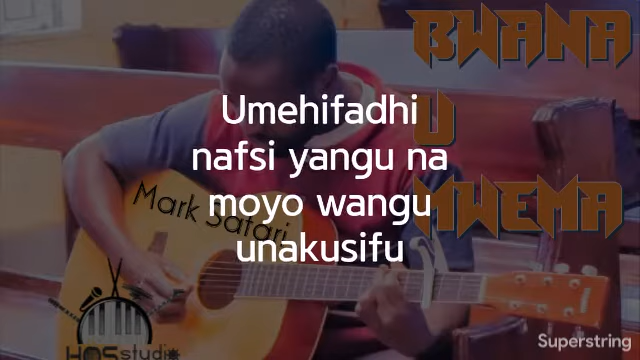 BWANA
U
MWEMA
Umehifadhi
nafsi yangu na
moyo wangu
unakusifu
Mark Safari
HOS studio
Superstring